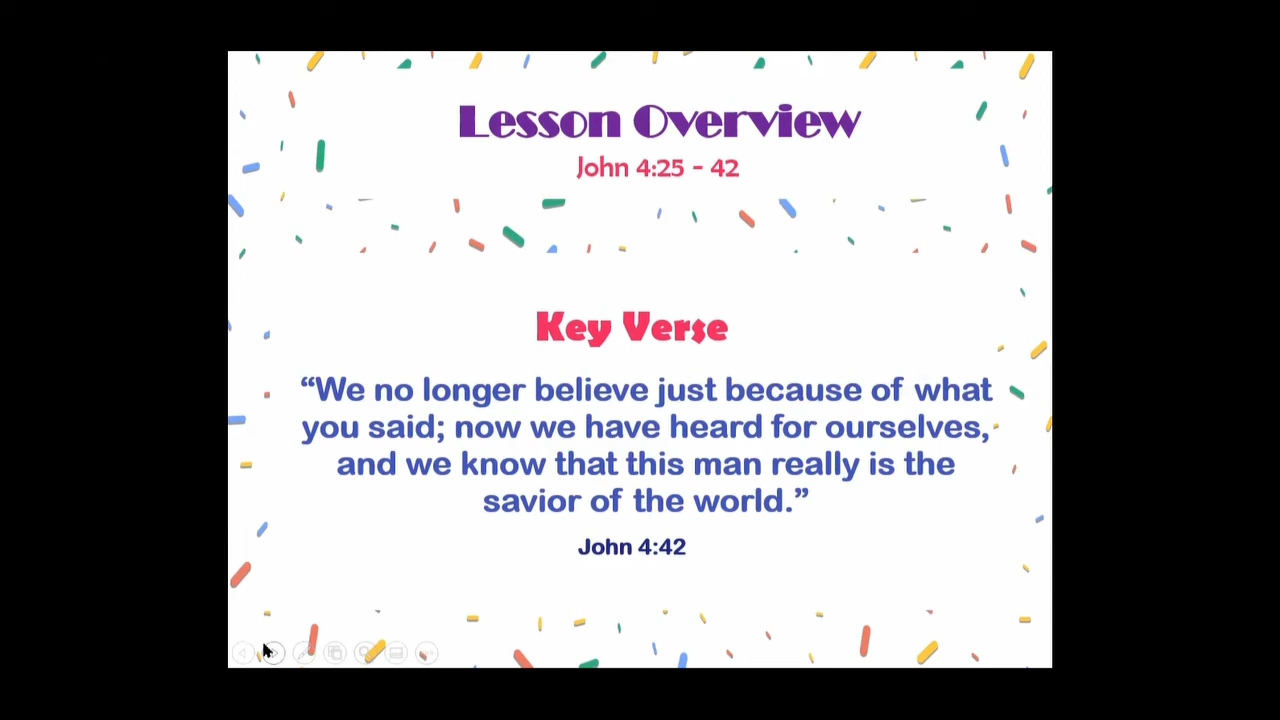 Lesson Overview
John 4:25 - 42
Key Verse
“We no longer believe just because of what
you said; now we have heard for ourselves,
and we know that this man really is the
savior of the world.”
John 4:42